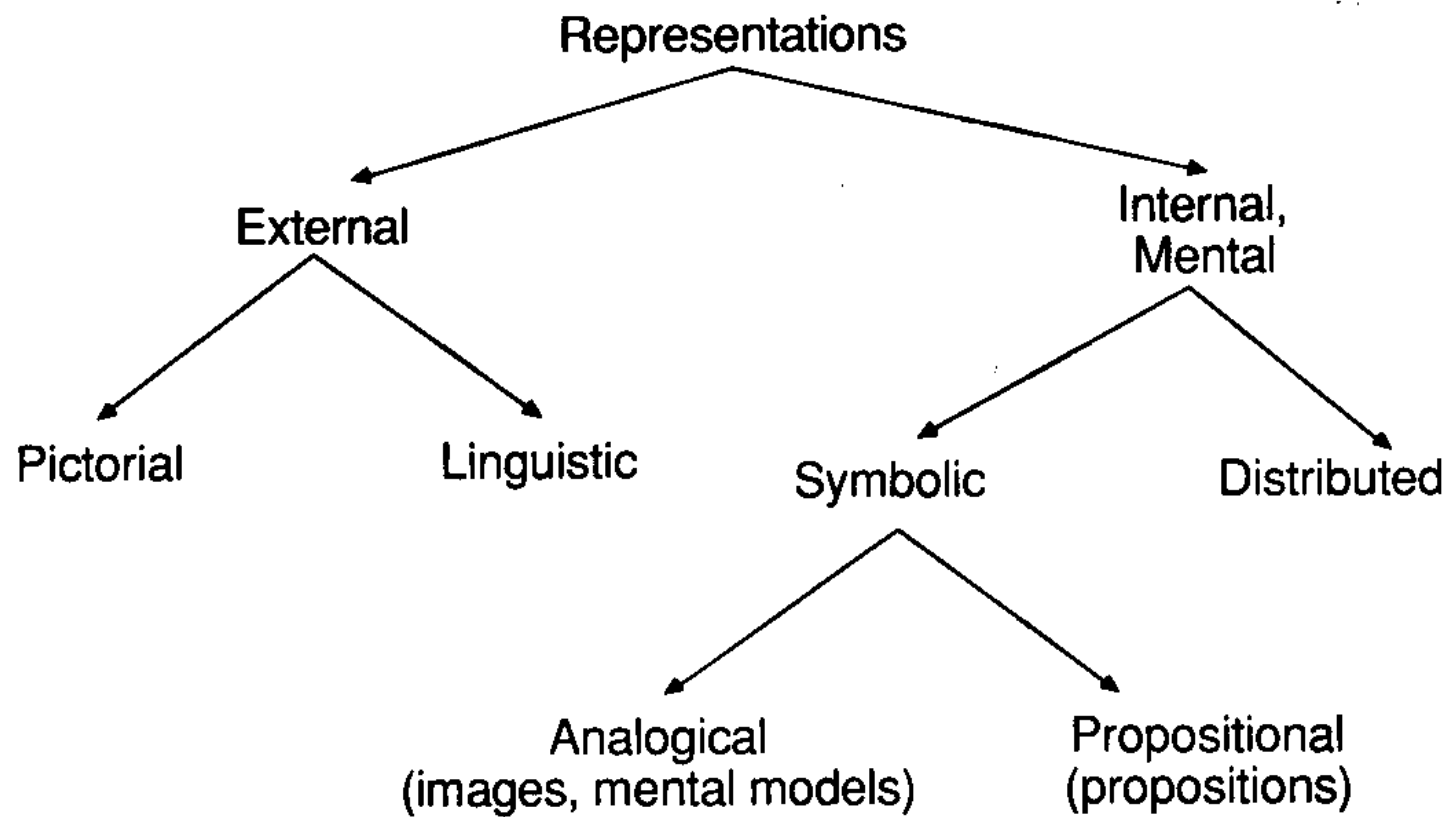 Representations
External
Internal,
Mental
Pictorial
Linguistic
Symbolic
Distributed
Analogical
(images, mental models)
Propositional
(propositions)